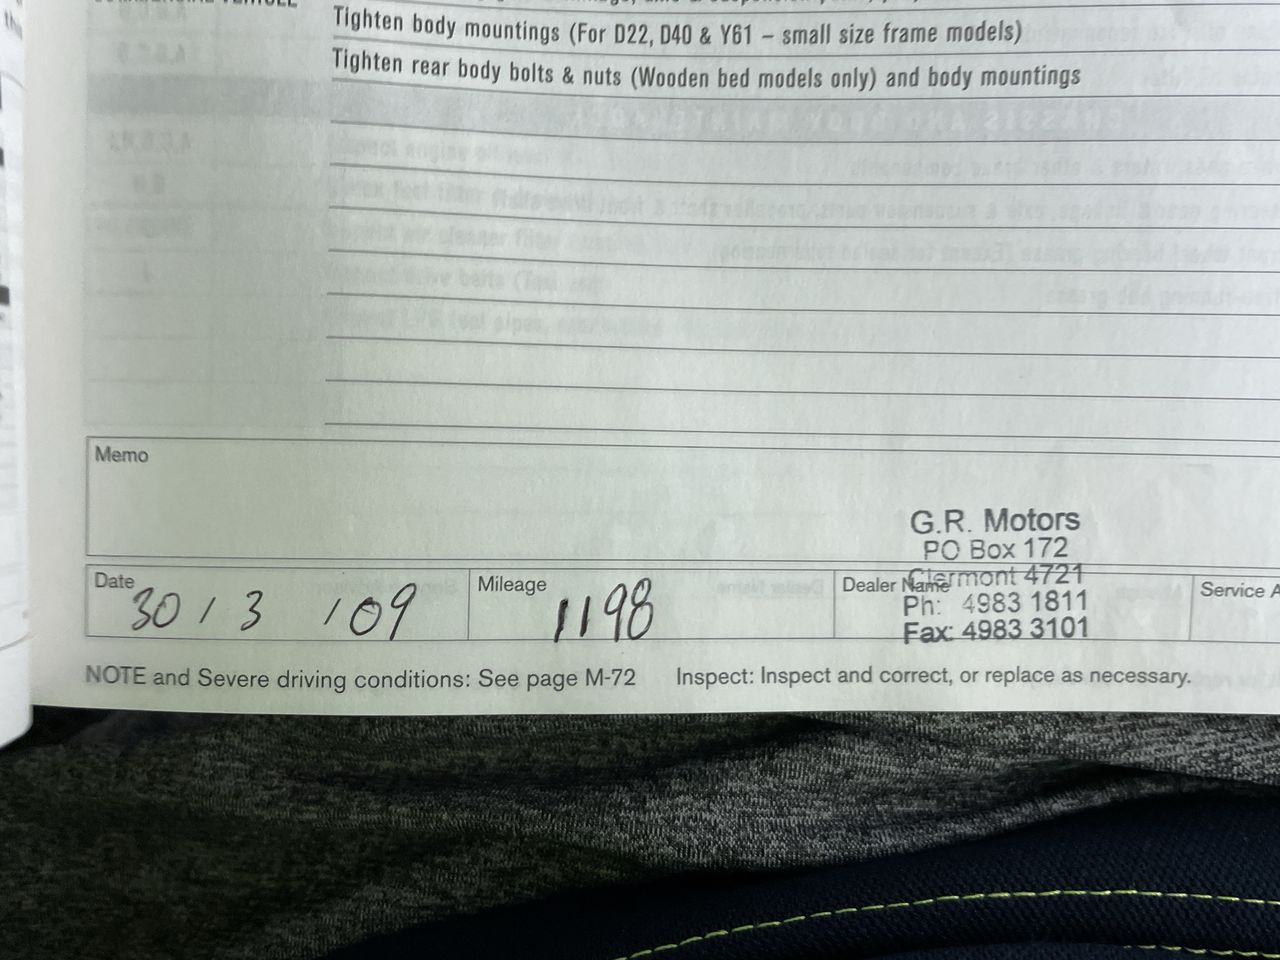 Tighten body mountings (For D22, D40 & Y61 – small size frame models)
Tighten rear body bolts & nuts (Wooden bed models only) and body mountings
Memo
G.R. Motors
PO Box 172
Clermont 4721
Ph: 4983 1811
Fax: 4983 3101
Date 30 / 3 / 09
Mileage 1198
Dealer Name
Service
NOTE and Severe driving conditions: See page M-72 Inspect: Inspect and correct, or replace as necessary.